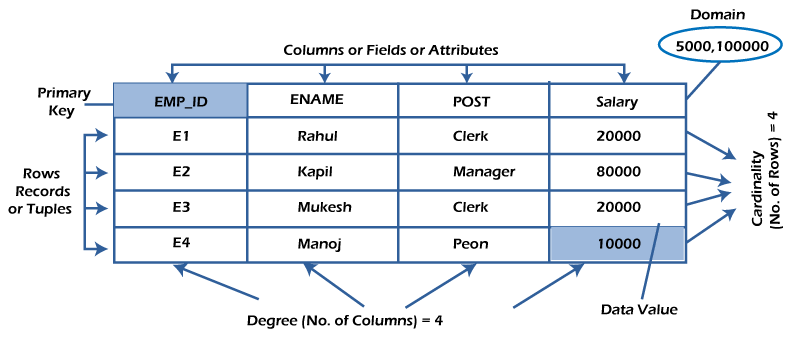 Domain
5000,100000
Columns or Fields or Attributes
Primary
Key
EMP_ID ENAME POST Salary
E1 Rahul Clerk 20000
E2 Kapil Manager 80000
E3 Mukesh Clerk 20000
E4 Manoj Peon 10000
Rows
Records
or Tuples
Cardinality
(No. of Rows) = 4
Data Value
Degree (No. of Columns) = 4